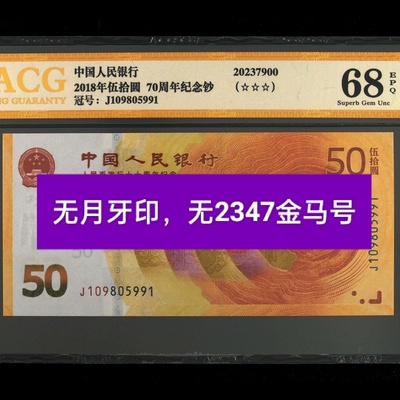 ACG
NG GUARANTY
中国人民银行
2018年伍拾圆 70周年纪念钞
冠号: J109805991
20237900
(☆☆☆)
68
EPQ
Superb Gem Unc
中国人民银行
50
伍拾圆
无月牙印，无2347金马号
50
J109805991
J109805991